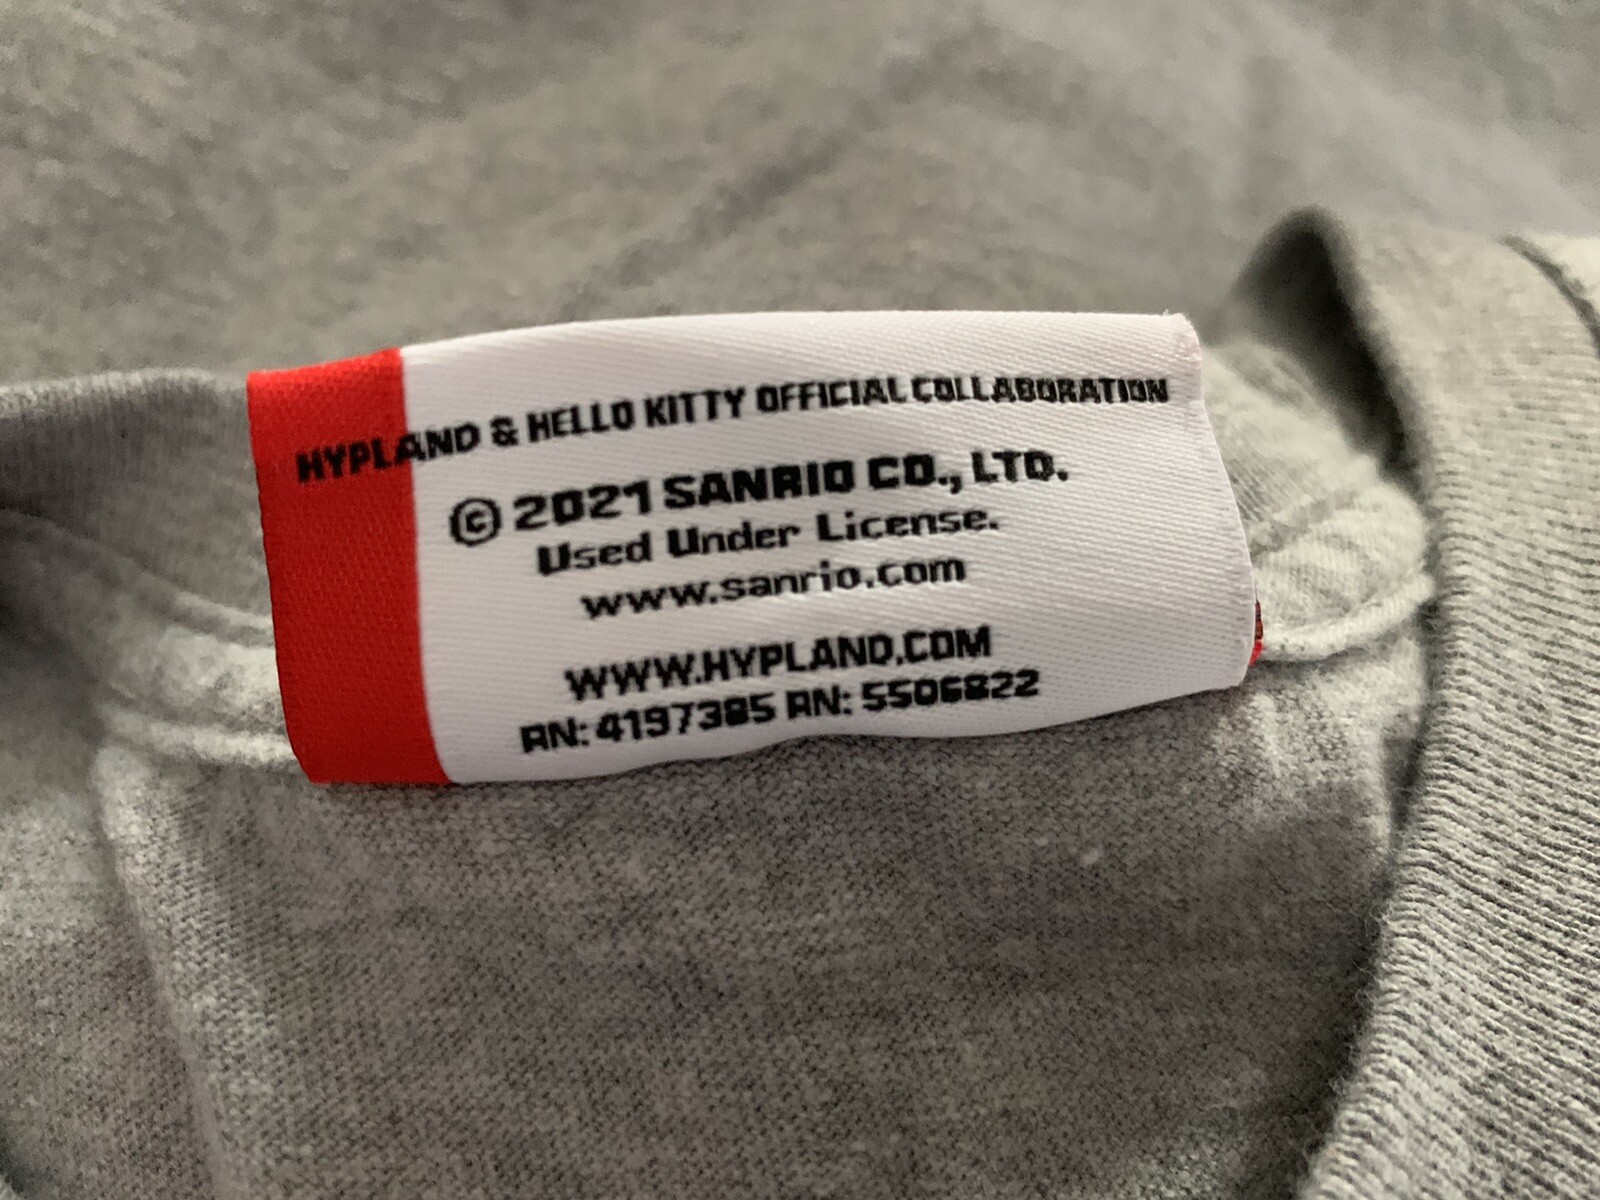 HYPLAND & HELLO KITTY OFFICIAL COLLABORATION
© 2021 SANRIO CO., LTD.
Used Under License.
www.sanrio.com
WWW.HYPLAND.COM
RN: 4197385 RN: 5506822